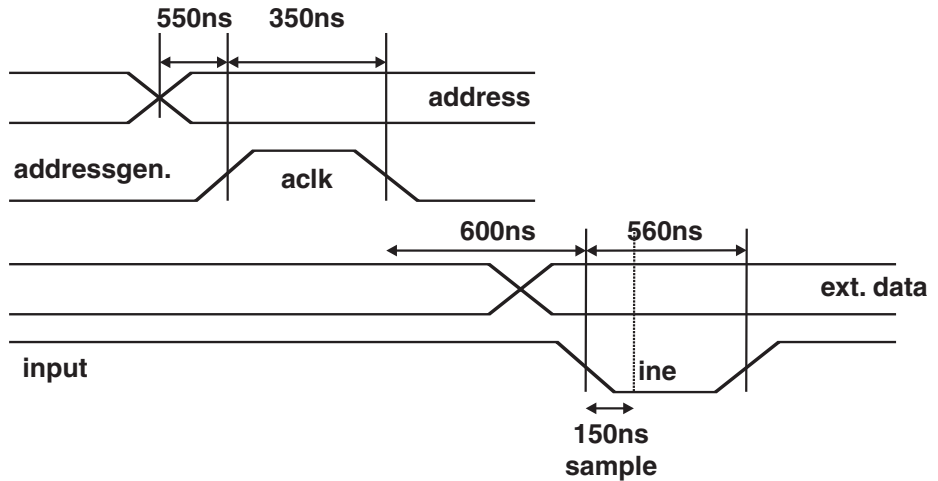 550ns 350ns
address
addressgen.
aclk
600ns 560ns
ext. data
input
ine
150ns
sample